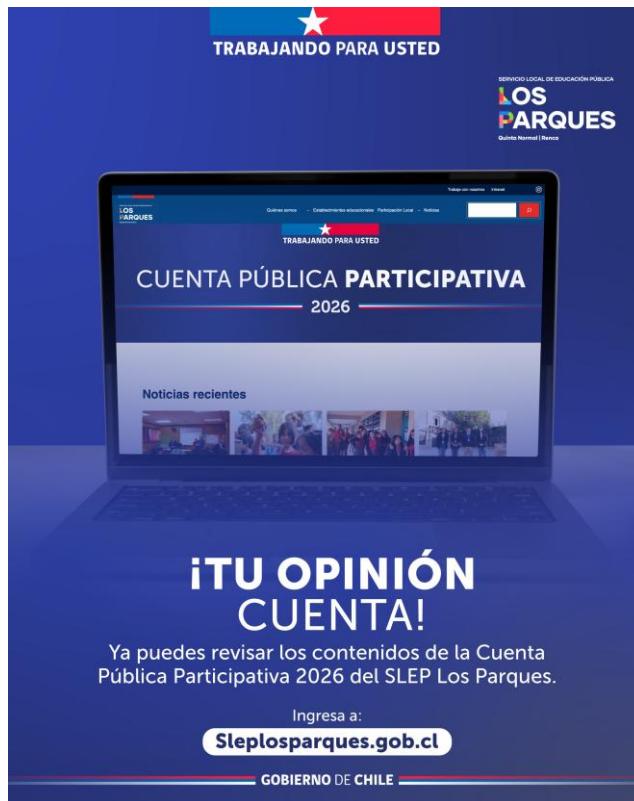 TRABAJANDO PARA USTED
SERVICIO LOCAL DE EDUCACIÓN PÚBLICA
LOS
PARQUES
Quinta Normal | Renca
Trabaje con nosotros Intranet
LOS
PARQUES
Quiénes somos Establecimientos educacionales Participación Local Noticias
TRABAJANDO PARA USTED
CUENTA PÚBLICA PARTICIPATIVA
2026
Noticias recientes
¡TU OPINIÓN
CUENTA!
Ya puedes revisar los contenidos de la Cuenta
Pública Participativa 2026 del SLEP Los Parques.
Ingresa a:
Sleplosparques.gob.cl
GOBIERNO DE CHILE